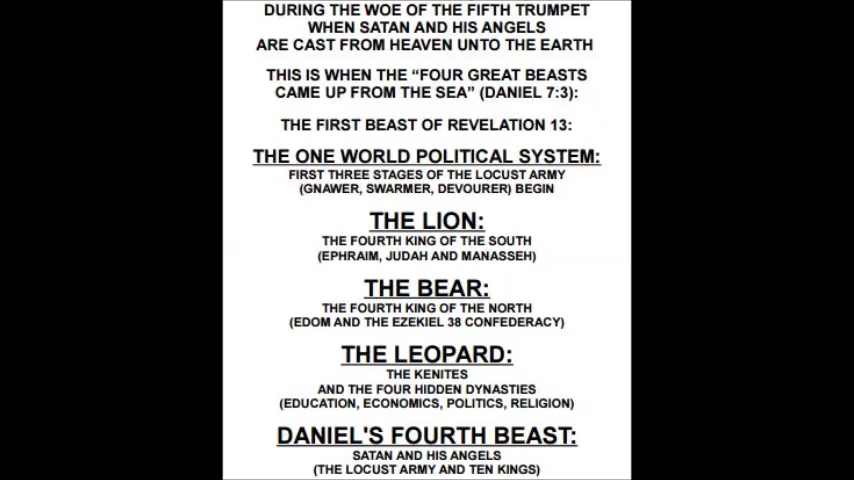 DURING THE WOE OF THE FIFTH TRUMPET
WHEN SATAN AND HIS ANGELS
ARE CAST FROM HEAVEN UNTO THE EARTH
THIS IS WHEN THE “FOUR GREAT BEASTS
CAME UP FROM THE SEA” (DANIEL 7:3):
THE FIRST BEAST OF REVELATION 13:
THE ONE WORLD POLITICAL SYSTEM:
FIRST THREE STAGES OF THE LOCUST ARMY
(GNAWER, SWARMER, DEVOURER) BEGIN
THE LION:
THE FOURTH KING OF THE SOUTH
(EPHRAIM, JUDAH AND MANASSEH)
THE BEAR:
THE FOURTH KING OF THE NORTH
(EDOM AND THE EZEKIEL 38 CONFEDERACY)
THE LEOPARD:
THE KENITES
AND THE FOUR HIDDEN DYNASTIES
(EDUCATION, ECONOMICS, POLITICS, RELIGION)
DANIEL'S FOURTH BEAST:
SATAN AND HIS ANGELS
(THE LOCUST ARMY AND TEN KINGS)